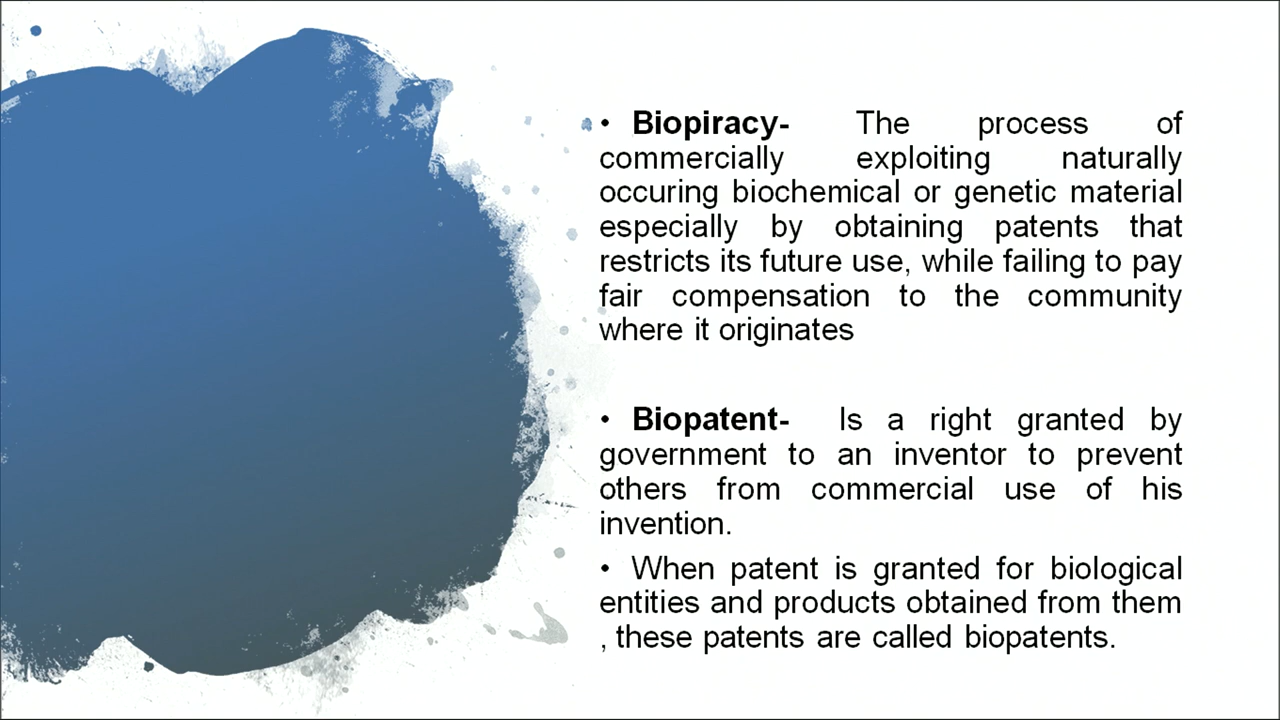 • Biopiracy- The process of
commercially exploiting naturally
occuring biochemical or genetic material
especially by obtaining patents that
restricts its future use, while failing to pay
fair compensation to the community
where it originates
• Biopatent- Is a right granted by
government to an inventor to prevent
others from commercial use of his
invention.
• When patent is granted for biological
entities and products obtained from them
, these patents are called biopatents.